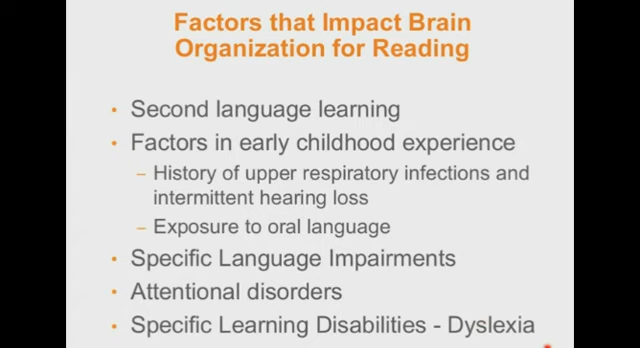 Factors that Impact Brain
Organization for Reading
• Second language learning
• Factors in early childhood experience
– History of upper respiratory infections and
intermittent hearing loss
– Exposure to oral language
• Specific Language Impairments
• Attentional disorders
• Specific Learning Disabilities - Dyslexia